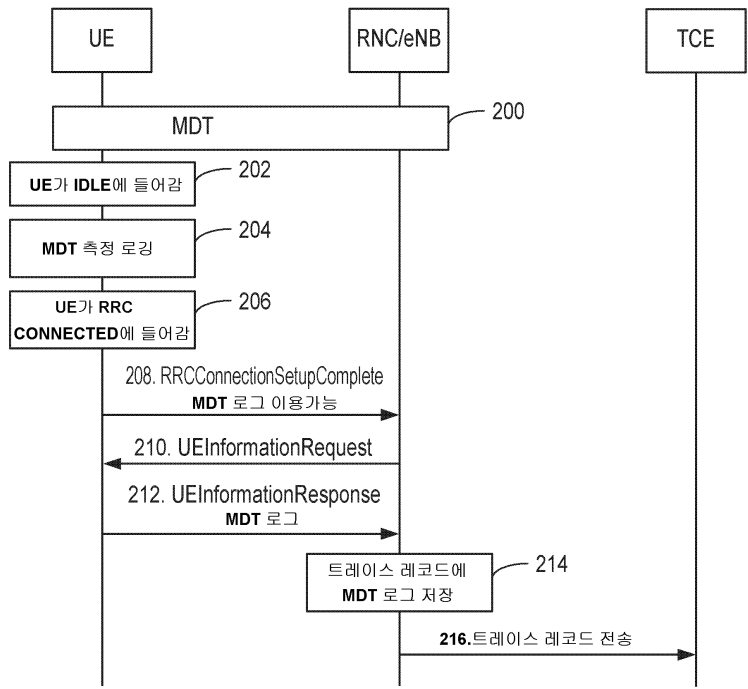 UE
RNC/eNB
TCE
MDT
200
UE가 IDLE에 들어감
202
MDT 측정 로깅
204
UE가 RRC
CONNECTED에 들어감
206
208. RRCConnectionSetupComplete
MDT 로그 이용가능
210. UEInformationRequest
212. UEInformationResponse
MDT 로그
트레이스 레코드에
MDT 로그 저장
214
216.트레이스 레코드 전송